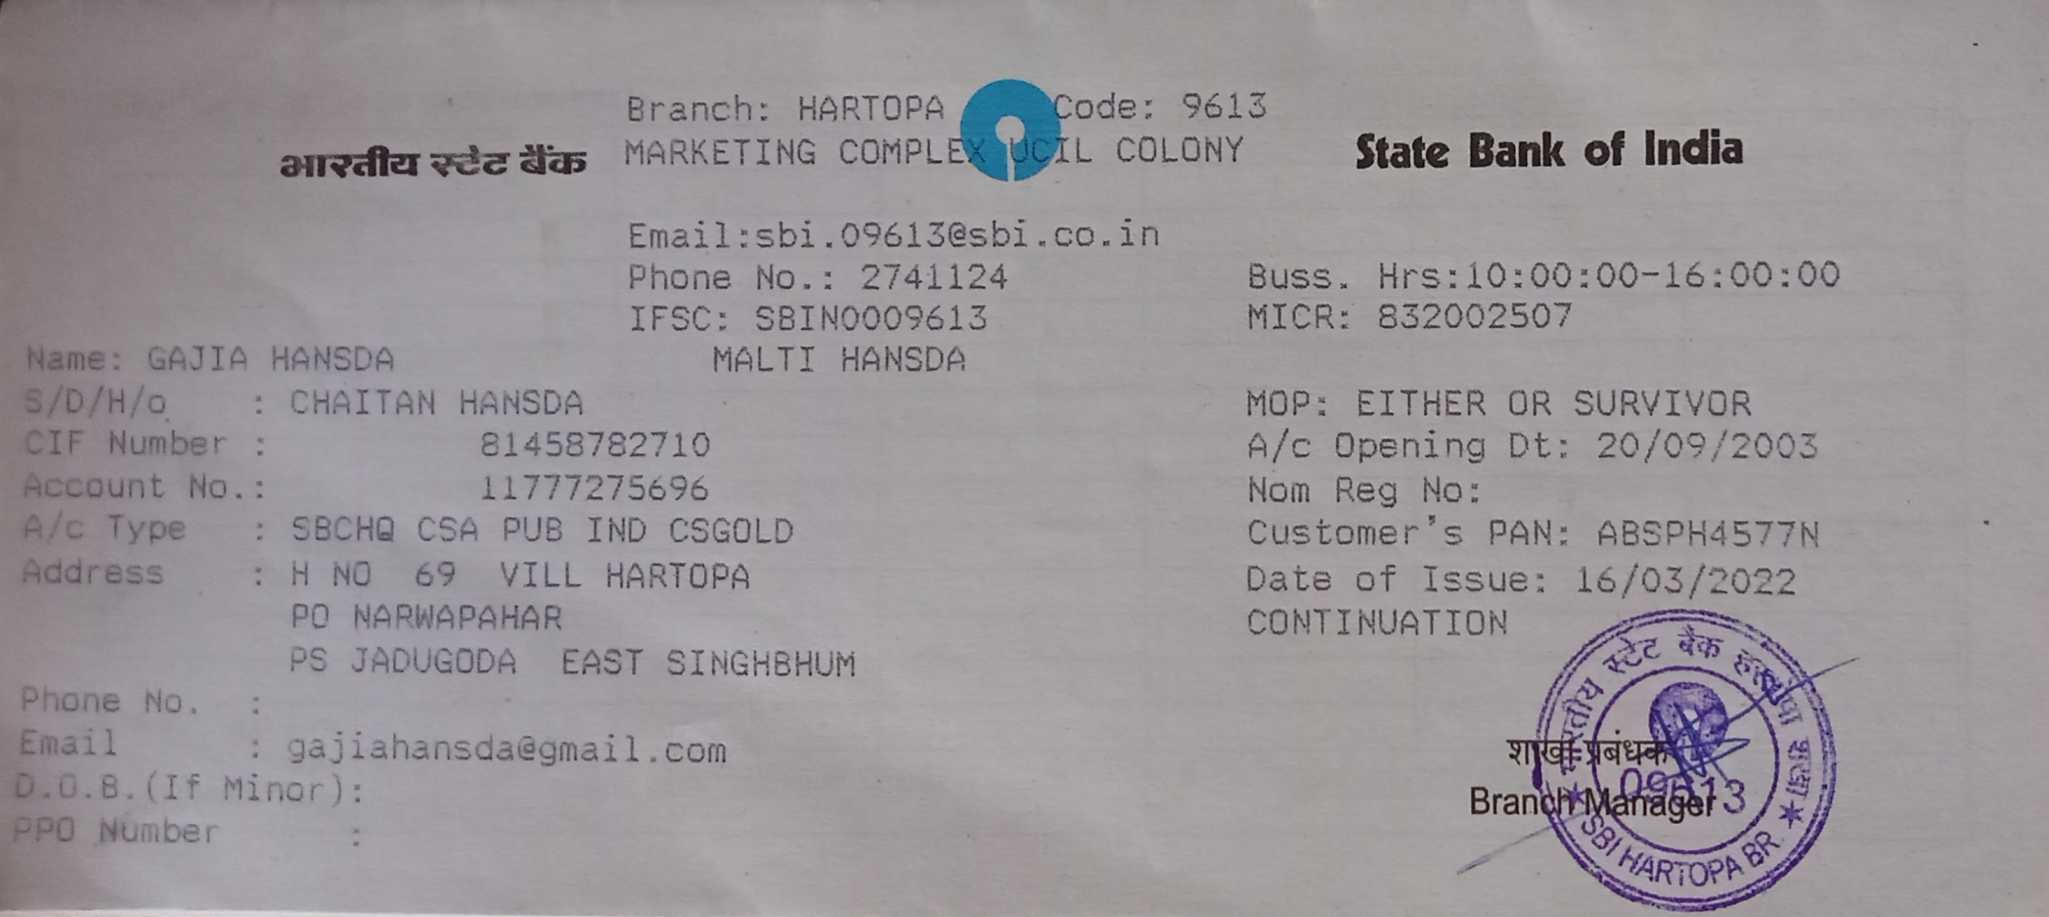 Branch: HARTOPA Code: 9613
भारतीय स्टेट बैंक MARKETING COMPLEX UCIL COLONY State Bank of India
Email:sbi.09613@sbi.co.in
Phone No.: 2741124 Buss. Hrs:10:00:00-16:00:00
IFSC: SBIN0009613 MICR: 832002507
Name: GAJIA HANSDA MALTI HANSDA
S/D/H/o : CHAITAN HANSDA MOP: EITHER OR SURVIVOR
CIF Number : 81458782710 A/c Opening Dt: 20/09/2003
Account No.: 11777275696 Nom Reg No:
A/c Type : SBCHQ CSA PUB IND CSGOLD Customer's PAN: ABSPH4577N
Address : H NO 69 VILL HARTOPA Date of Issue: 16/03/2022
PO NARWAPAHAR CONTINUATION
PS JADUGODA EAST SINGHBHUM
Phone No. :
Email : gajiahansda@gmail.com
D.O.B.(If Minor):
PPO Number :
शाखा प्रबंधक
Branch Manager
भारतीय स्टेट बैंक शाखा
09613
SBI HARTOPA BR.